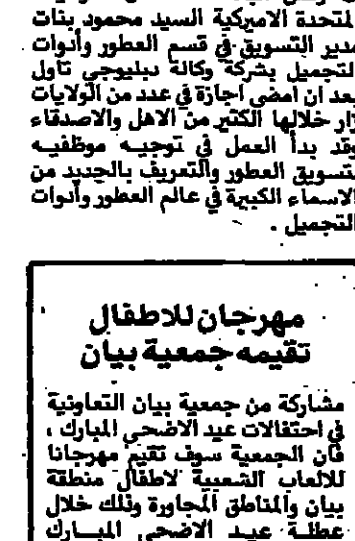 لمتحدة الاميركية السيد محمود بنات
مدير التسويق في قسم العطور وأدوات
التجميل بشركة وكالة ديليوجي تاول
بعد ان امضى اجازة في عدد من الولايات
زار خلالها الكثير من الاهل والاصدقاء
وقد بدأ العمل في توجيه موظفيه
لتسويق العطور والتعريف بالجديد من
الاسماء الكبيرة في عالم العطور وأدوات
التجميل .
مهرجان للاطفال
تقيمه جمعية بيان
مشاركة من جمعية بيان التعاونية
في احتفالات عيد الاضحى المبارك ،
فان الجمعية سوف تقيم مهرجانا
للالعاب الشعبية لاطفال منطقة
بيان والمناطق المجاورة وذلك خلال
عطلة عيد الاضحى المبارك